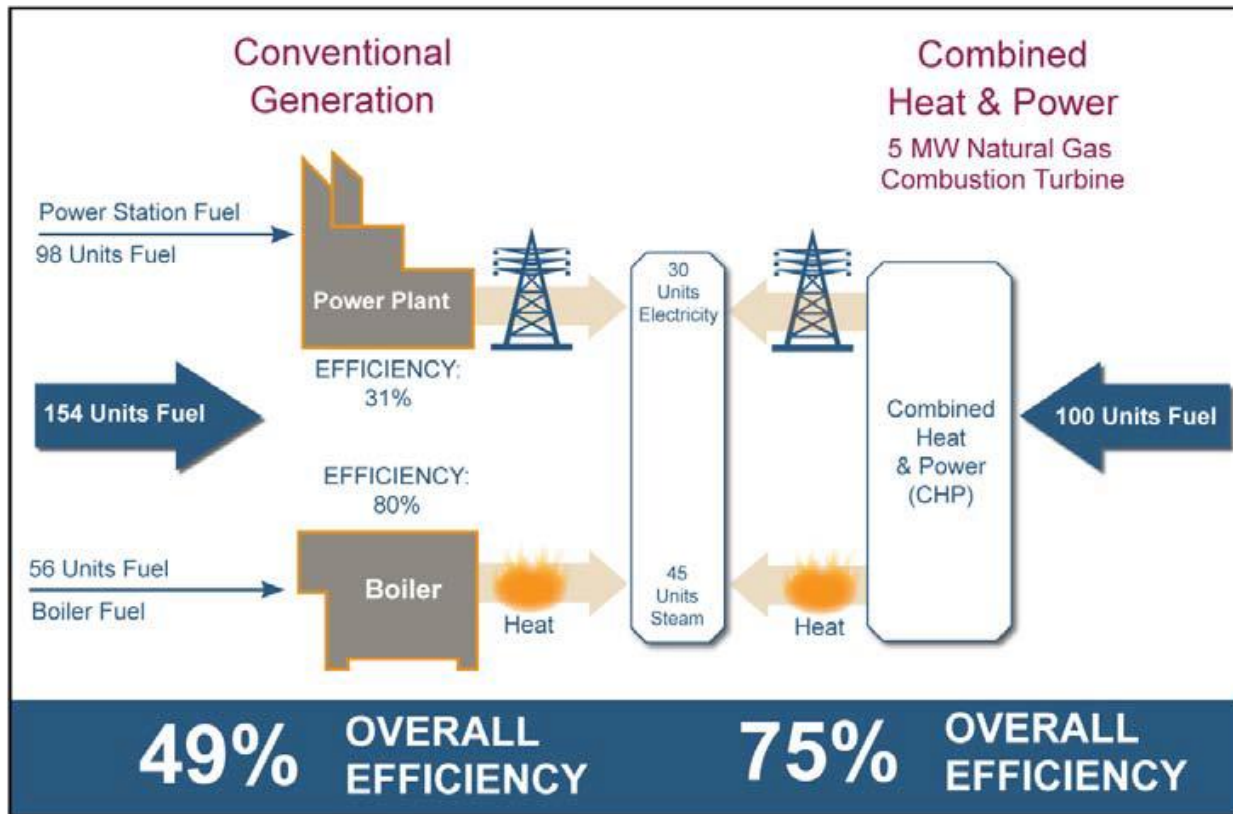 Conventional
Generation
Combined
Heat & Power
5 MW Natural Gas
Combustion Turbine
Power Station Fuel
98 Units Fuel
Power Plant
EFFICIENCY:
31%
30
Units
Electricity
154 Units Fuel
Combined
Heat
& Power
(CHP)
100 Units Fuel
EFFICIENCY:
80%
56 Units Fuel
Boiler Fuel
Boiler
Heat
45
Units
Steam
Heat
49%
OVERALL
EFFICIENCY
75%
OVERALL
EFFICIENCY